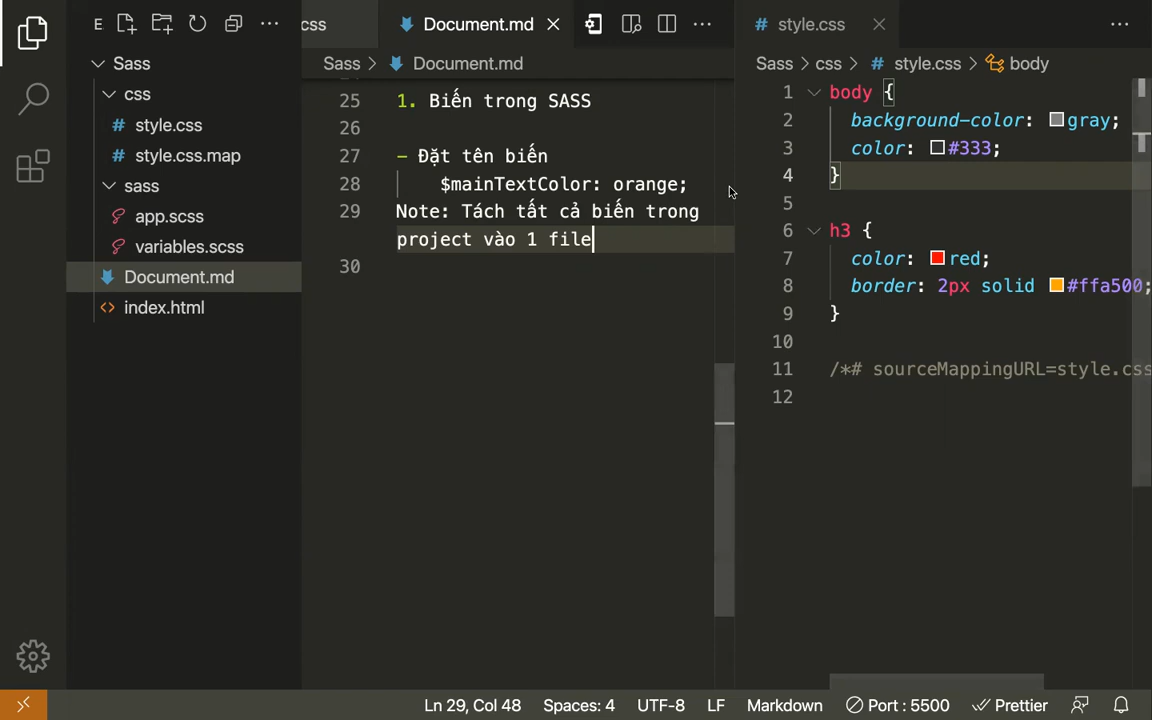 E
css
Document.md
style.css
Sass
css
style.css
style.css.map
sass
app.scss
variables.scss
Document.md
index.html
Sass > Document.md
25 1. Biến trong SASS
26
27 - Đặt tên biến
28 $mainTextColor: orange;
29 Note: Tách tất cả biến trong
project vào 1 file
30
Sass > css > # style.css > body
1 body {
2 background-color: gray;
3 color: #333;
4 }
5
6 h3 {
7 color: red;
8 border: 2px solid #ffa500;
9 }
10
11 /*# sourceMappingURL=style.css
12
Ln 29, Col 48 Spaces: 4 UTF-8 LF Markdown Port : 5500 Prettier